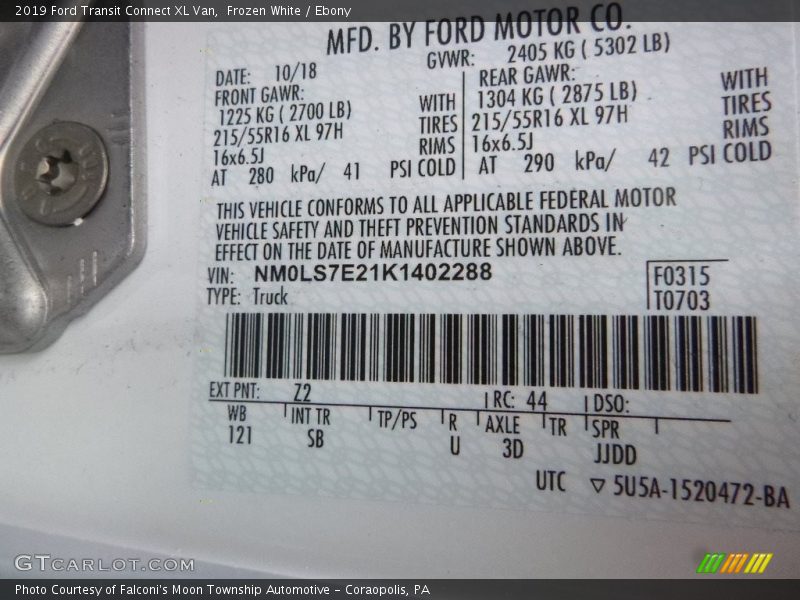 2019 Ford Transit Connect XL Van,  Frozen White / Ebony
MFD. BY FORD MOTOR CO.
DATE: 10/18 GVWR: 2405 KG ( 5302 LB)
FRONT GAWR: REAR GAWR:
1225 KG ( 2700 LB) WITH 1304 KG ( 2875 LB) WITH
215/55R16 XL 97H TIRES 215/55R16 XL 97H TIRES
16x6.5J RIMS 16x6.5J RIMS
AT 280 kPa/ 41 PSI COLD AT 290 kPa/ 42 PSI COLD
THIS VEHICLE CONFORMS TO ALL APPLICABLE FEDERAL MOTOR
VEHICLE SAFETY AND THEFT PREVENTION STANDARDS IN
EFFECT ON THE DATE OF MANUFACTURE SHOWN ABOVE.
VIN: NM0LS7E21K1402288 F0315
TYPE: Truck T0703
EXT PNT: Z2 RC: 44 DSO:
WB INT TR TP/PS R AXLE TR SPR
121 SB U 3D JJDD
UTC ▽ 5U5A-1520472-BA
GTCARLOT.COM
Photo Courtesy of Falconi's Moon Township Automotive – Coraopolis, PA